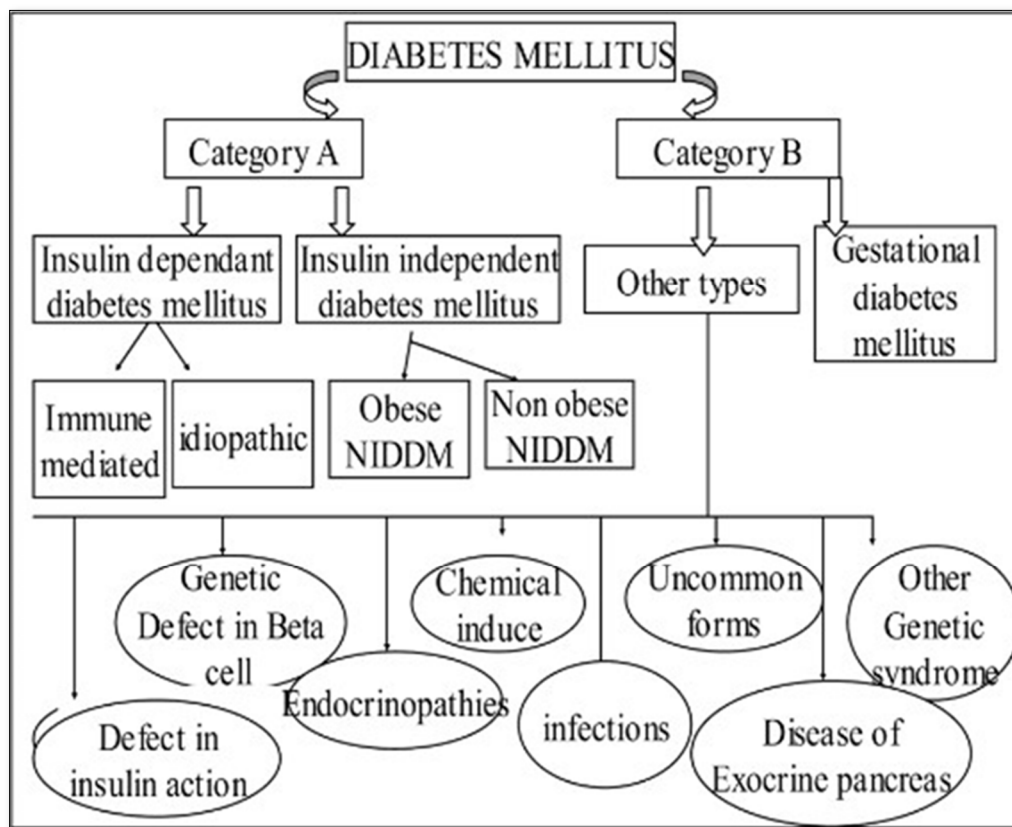 DIABETES MELLITUS
Category A
Category B
Insulin dependant
diabetes mellitus
Insulin independent
diabetes mellitus
Other types
Gestational
diabetes
mellitus
Immune
mediated
idiopathic
Obese
NIDDM
Non obese
NIDDM
Genetic
Defect in Beta
cell
Chemical
induce
Uncommon
forms
Other
Genetic
syndrome
Endocrinopathies
infections
Defect in
insulin action
Disease of
Exocrine pancreas